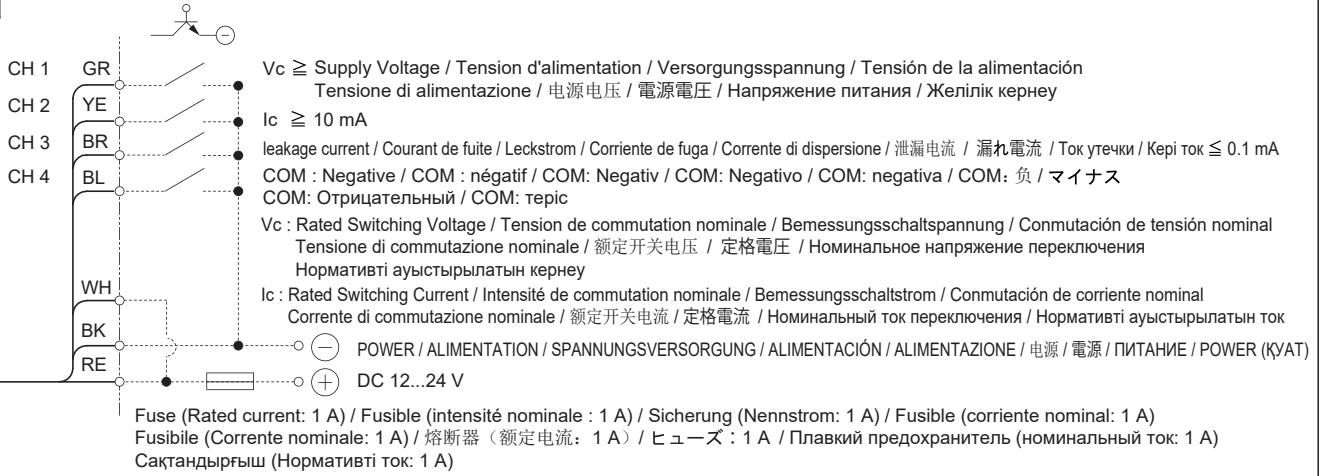 CH 1 GR Vc ≧ Supply Voltage / Tension d'alimentation / Versorgungsspannung / Tensión de la alimentación
Tensione di alimentazione / 电源电压 / 電源電圧 / Напряжение питания / Желілік кернеу
CH 2 YE Ic ≧ 10 mA
CH 3 BR leakage current / Courant de fuite / Leckstrom / Corriente de fuga / Corrente di dispersione / 泄漏电流 / 漏れ電流 / Ток утечки / Кері ток ≦ 0.1 mA
CH 4 BL COM : Negative / COM : négatif / COM: Negativ / COM: Negativo / COM: negativa / COM: 负 / マイナス
COM: Отрицательный / COM: теріс
Vc : Rated Switching Voltage / Tension de commutation nominale / Bemessungsschaltspannung / Conmutación de tensión nominal
Tensione di commutazione nominale / 额定开关电压 / 定格電圧 / Номинальное напряжение переключения
Нормативті ауыстырылатын кернеу
WH Ic : Rated Switching Current / Intensité de commutation nominale / Bemessungsschaltstrom / Conmutación de corriente nominal
Corrente di commutazione nominale / 额定开关电流 / 定格電流 / Номинальный ток переключения / Нормативті ауыстырылатын ток
BK POWER / ALIMENTATION / SPANNUNGSVERSORGUNG / ALIMENTACIÓN / ALIMENTAZIONE / 电源 / 電源 / ПИТАНИЕ / POWER (ҚУАТ)
RE DC 12...24 V
Fuse (Rated current: 1 A) / Fusible (intensité nominale : 1 A) / Sicherung (Nennstrom: 1 A) / Fusible (corriente nominal: 1 A)
Fusibile (Corrente nominale: 1 A) / 熔断器（额定电流：1 A）/ ヒューズ：1 A / Плавкий предохранитель (номинальный ток: 1 A)
Сақтандырғыш (Нормативті ток: 1 A)